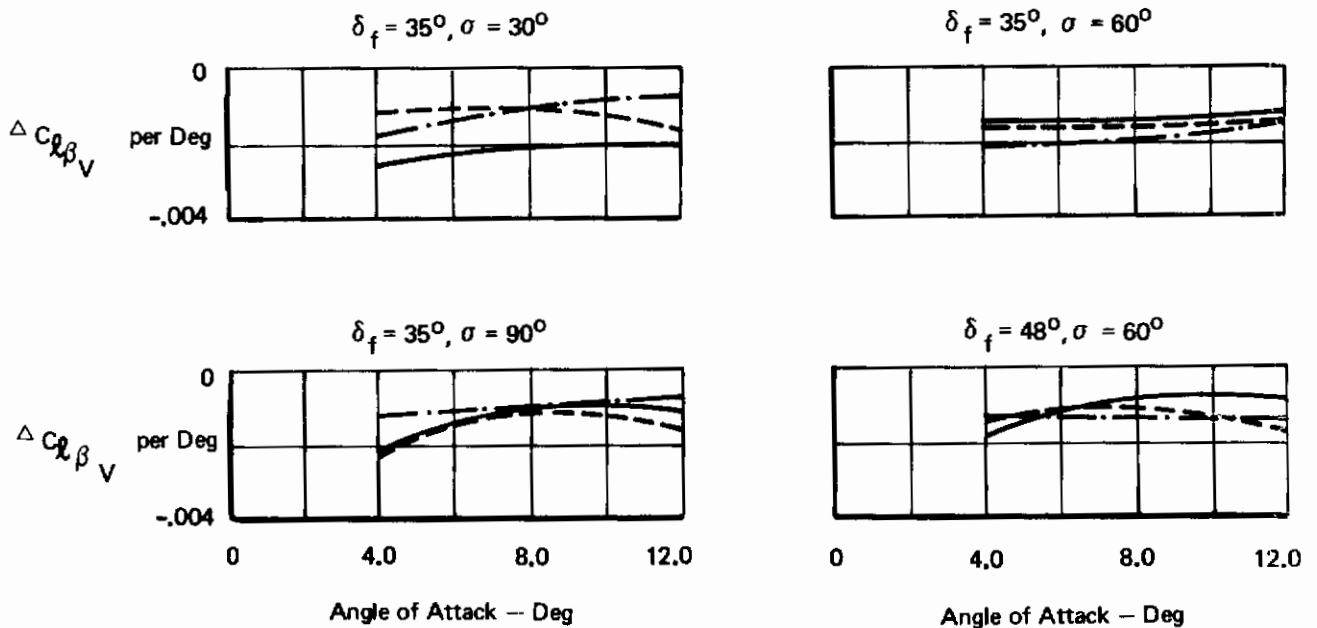 δf = 35°, σ = 30°
δf = 35°, σ = 60°
0
Δ CℓβV per Deg
-.004
δf = 35°, σ = 90°
δf = 48°, σ = 60°
0
Δ CℓβV per Deg
-.004
0 4.0 8.0 12.0
0 4.0 8.0 12.0
Angle of Attack — Deg
Angle of Attack — Deg